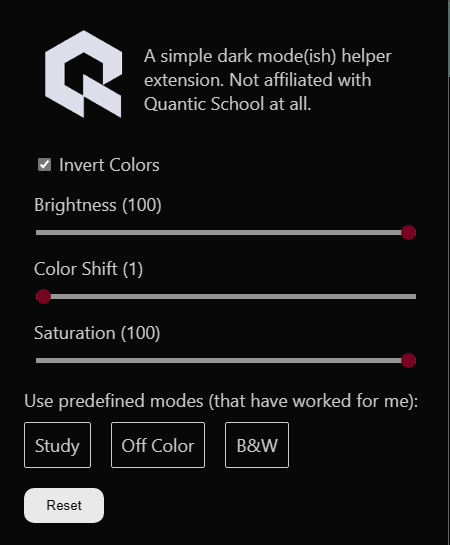 A simple dark mode(ish) helper
extension. Not affiliated with
Quantic School at all.
Invert Colors
Brightness (100)
Color Shift (1)
Saturation (100)
Use predefined modes (that have worked for me):
Study Off Color B&W
Reset